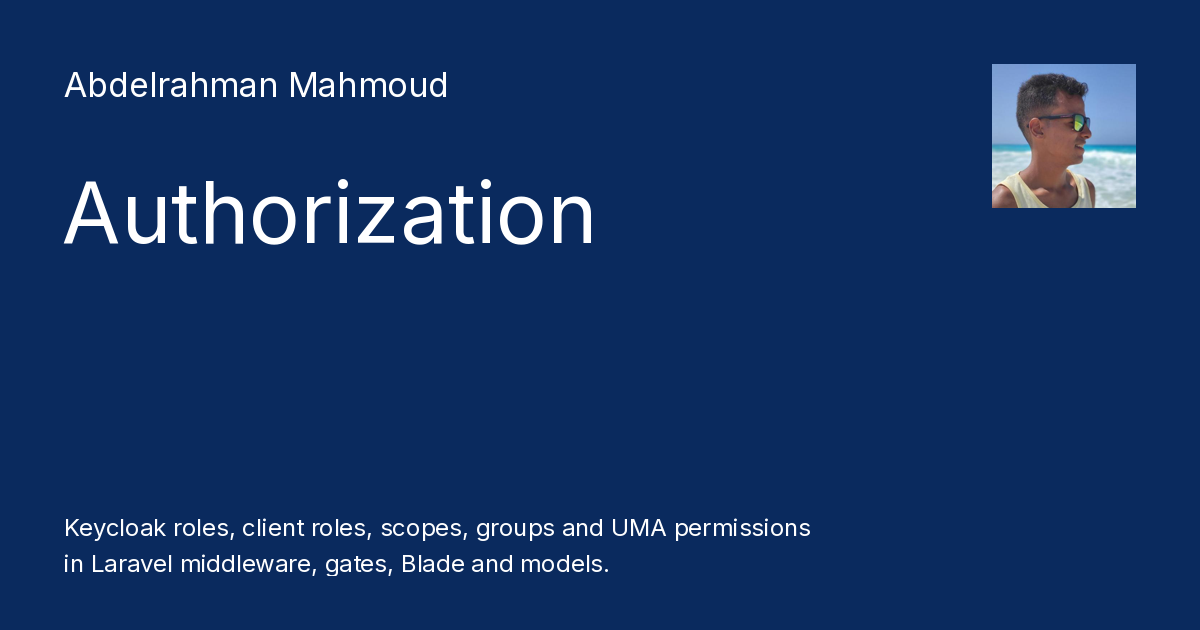 Abdelrahman Mahmoud
Authorization
Keycloak roles, client roles, scopes, groups and UMA permissions
in Laravel middleware, gates, Blade and models.